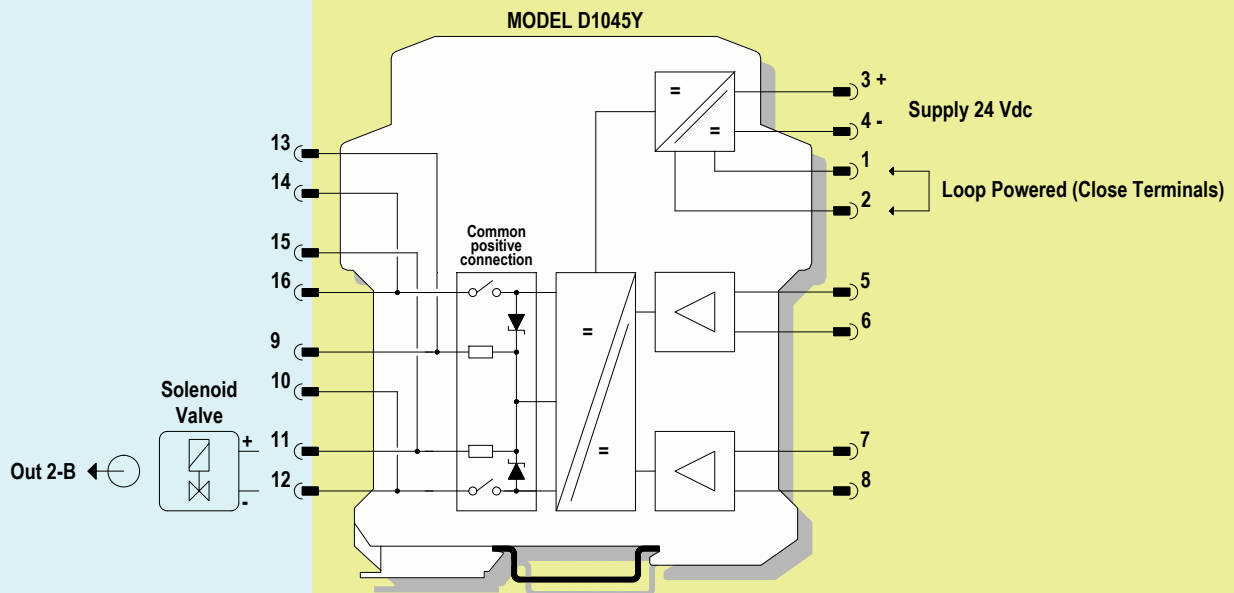 MODEL D1045Y
3 +
Supply 24 Vdc
4 -
1
Loop Powered (Close Terminals)
2
13
14
15
16
Common
positive
connection
=
=
5
6
9
10
=
=
Solenoid
Valve
+
-
11
12
Out 2-B
7
8